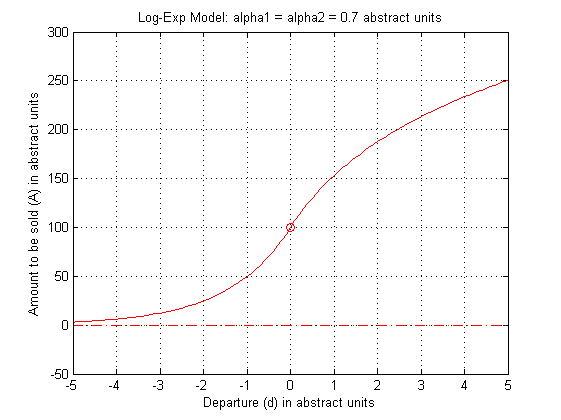 Log-Exp Model: alpha1 = alpha2 = 0.7 abstract units
300
250
200
150
100
50
0
-50
Amount to be sold (A) in abstract units
-5 -4 -3 -2 -1 0 1 2 3 4 5
Departure (d) in abstract units